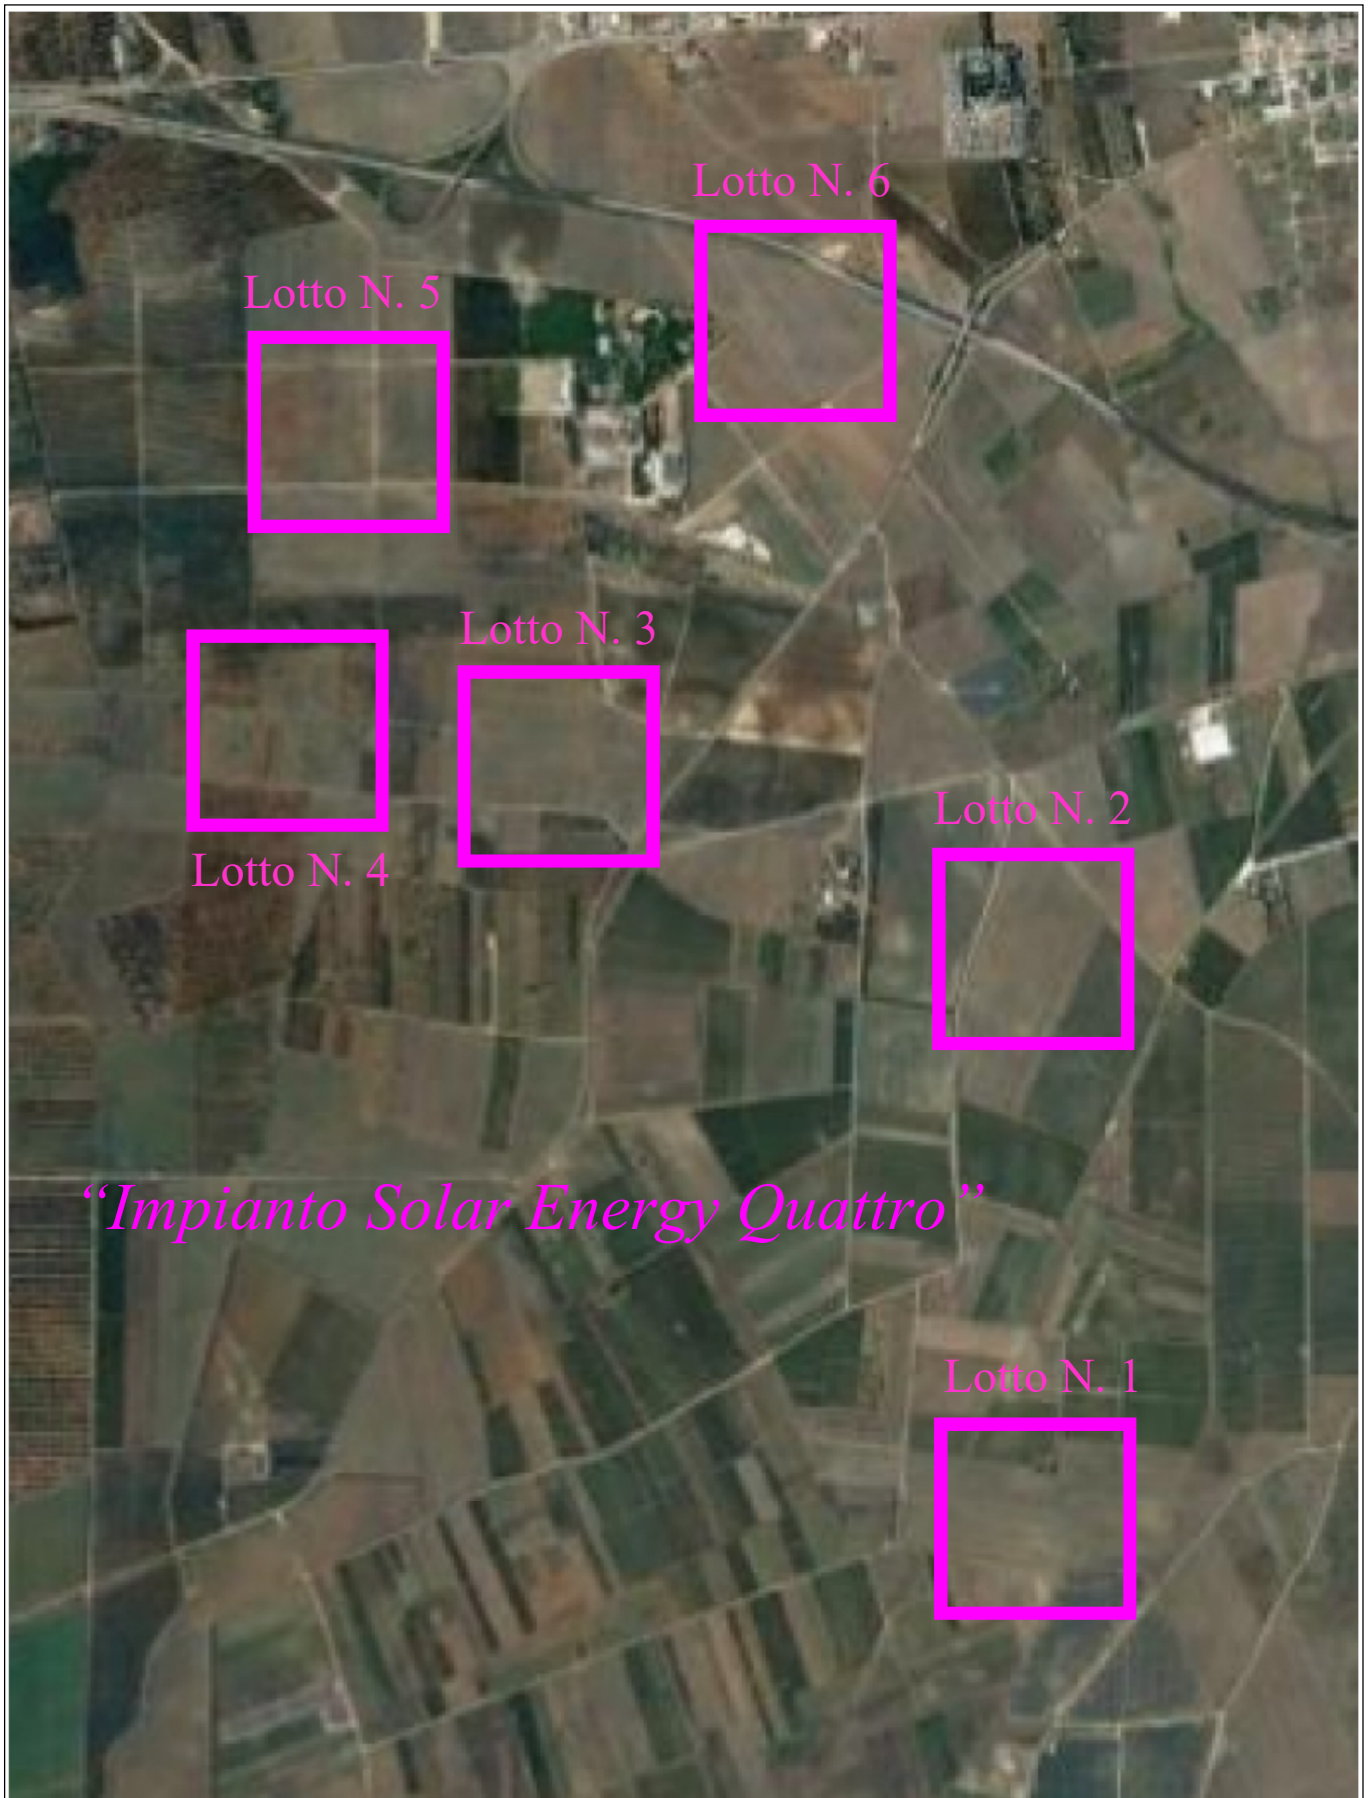 Lotto N. 6
Lotto N. 5
Lotto N. 3
Lotto N. 4
Lotto N. 2
“Impianto Solar Energy Quattro”
Lotto N. 1